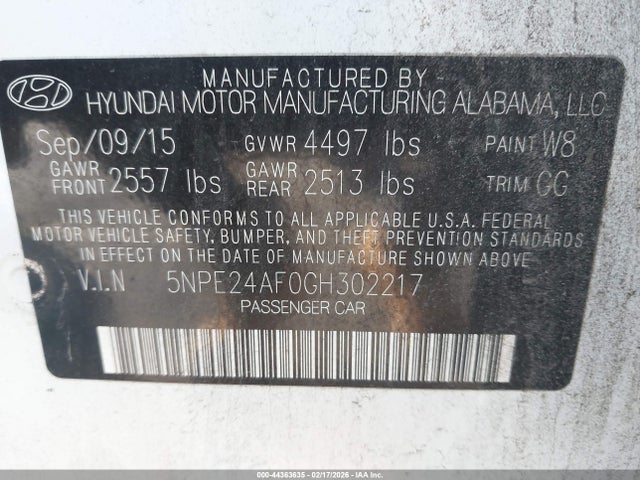 MANUFACTURED BY
HYUNDAI MOTOR MANUFACTURING ALABAMA, LLC
Sep/09/15 GVWR 4497 lbs PAINT W8
GAWR FRONT 2557 lbs GAWR REAR 2513 lbs TRIM GG
THIS VEHICLE CONFORMS TO ALL APPLICABLE U.S.A. FEDERAL
MOTOR VEHICLE SAFETY, BUMPER, AND THEFT PREVENTION STANDARDS
IN EFFECT ON THE DATE OF MANUFACTURE SHOWN ABOVE.
V.I.N 5NPE24AF0GH302217
PASSENGER CAR
000-44363635 - 02/17/2026 - IAA, Inc.